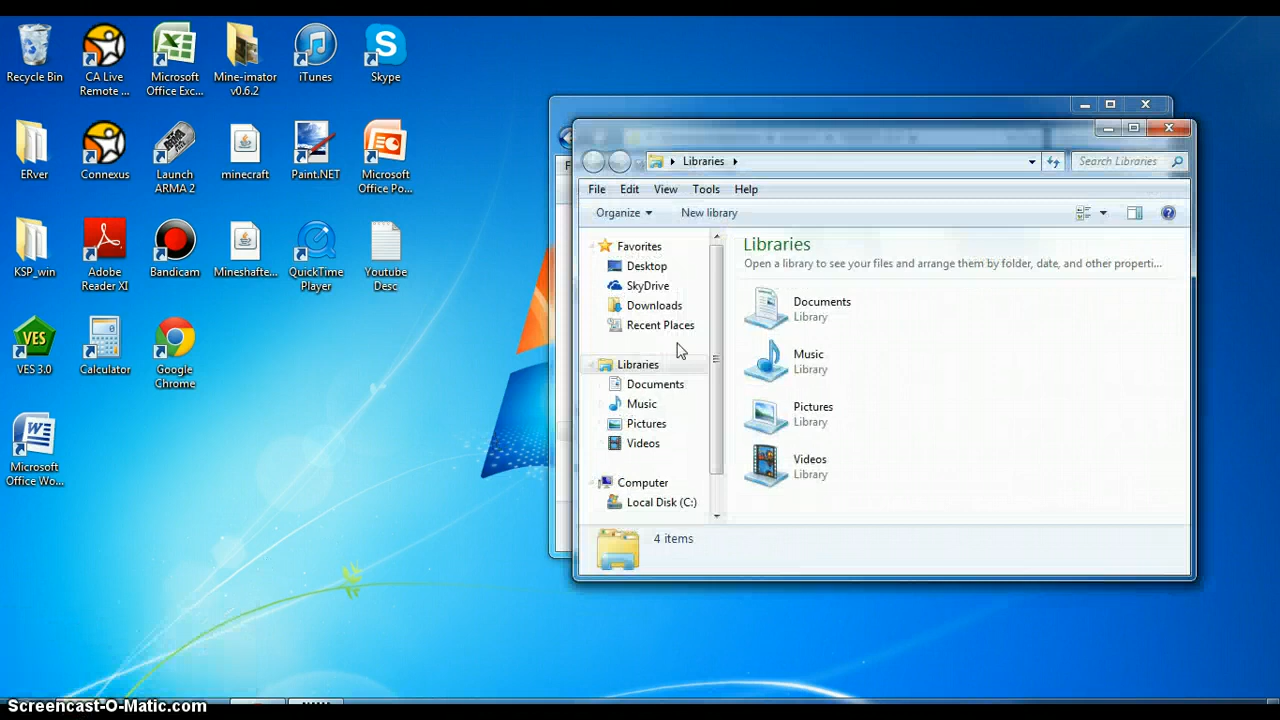 Recycle Bin
CA Live
Remote ...
Microsoft
Office Exc...
Mine-imator
v0.6.2
iTunes
Skype
ERver
Connexus
Launch
ARMA 2
minecraft
Paint.NET
Microsoft
Office Po...
KSP_win
Adobe
Reader XI
Bandicam
Mineshafte...
QuickTime
Player
Youtube
Desc
VES
VES 3.0
Calculator
Google
Chrome
Microsoft
Office Wo...
Libraries
Search Libraries
File Edit View Tools Help
Organize New library
Favorites
Desktop
SkyDrive
Downloads
Recent Places
Libraries
Documents
Music
Pictures
Videos
Computer
Local Disk (C:)
Libraries
Open a library to see your files and arrange them by folder, date, and other properti...
Documents
Library
Music
Library
Pictures
Library
Videos
Library
4 items
Screencast-O-Matic.com